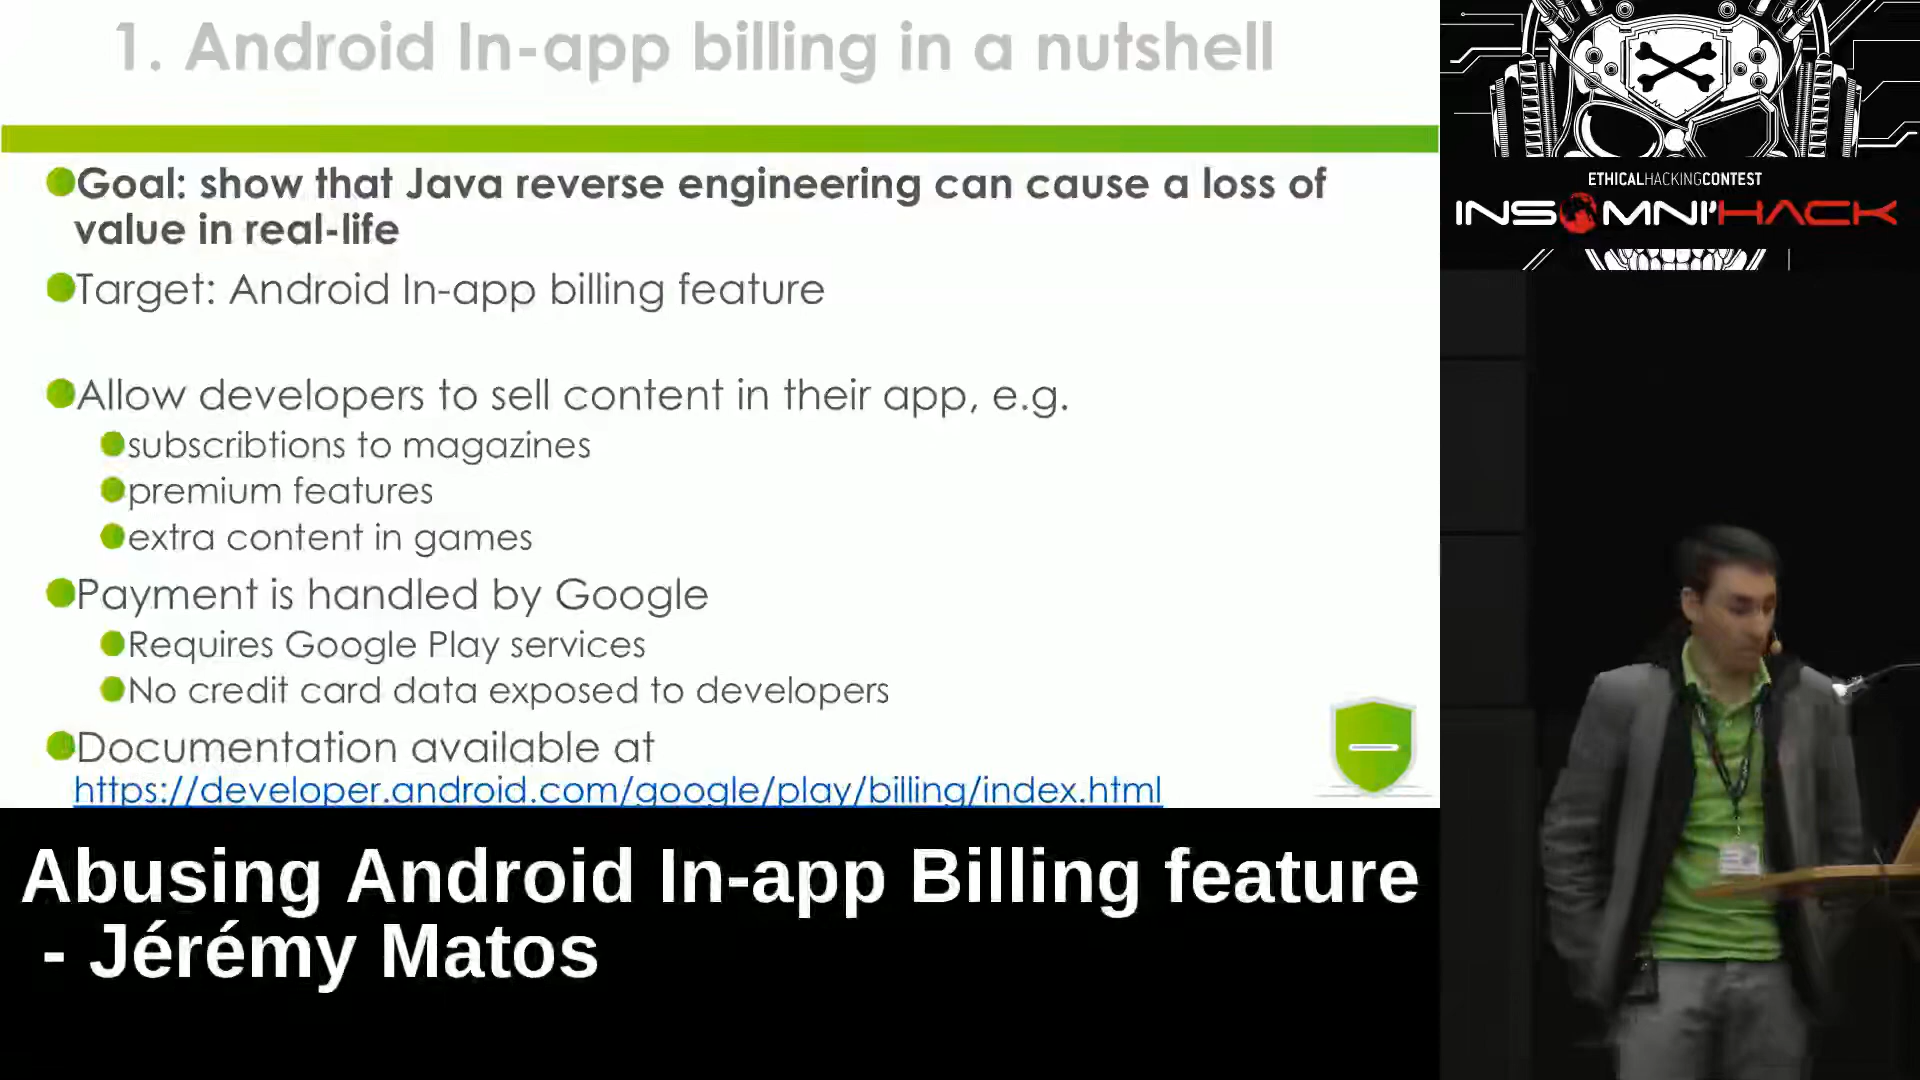 1. Android In-app billing in a nutshell
Goal: show that Java reverse engineering can cause a loss of
value in real-life
Target: Android In-app billing feature
Allow developers to sell content in their app, e.g.
subscribtions to magazines
premium features
extra content in games
Payment is handled by Google
Requires Google Play services
No credit card data exposed to developers
Documentation available at
https://developer.android.com/google/play/billing/index.html
ETHICALHACKINGCONTEST
INSOMNI'HACK
Abusing Android In-app Billing feature
- Jérémy Matos